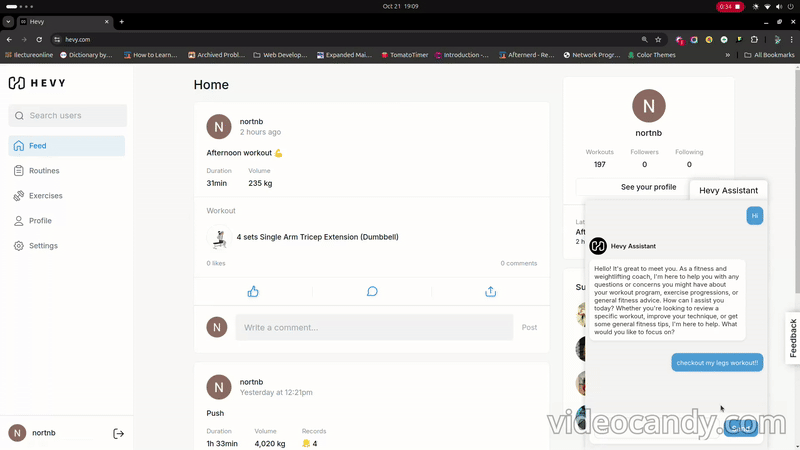 Oct 21 19:09
0:34
Hevy
hevy.com
ilectureonline
Dictionary by...
How to Learn...
Archived Probl...
Web Develop...
Expanded Mai...
TomatoTimer
Introduction -...
Afternerd - Re...
Network Progr...
Color Themes
»
All Bookmarks
HEVY
Search users
Feed
Routines
Exercises
Profile
Settings
nortnb
Home
N
nortnb
2 hours ago
Afternoon workout 💪
Duration
Volume
31min
235 kg
Workout
4 sets Single Arm Tricep Extension (Dumbbell)
0 likes
0 comments
N
Write a comment...
Post
N
nortnb
Yesterday at 12:21pm
Push
Duration
Volume
Records
1h 33min
4,020 kg
4
N
nortnb
Workouts
Followers
Following
197
0
0
See your profile
Hevy Assistant
Hi
Hevy Assistant
Hello! It's great to meet you. As a fitness and
weightlifting coach, I'm here to help you with any
questions or concerns you might have about
your workout program, exercise progressions, or
general fitness advice. How can I assist you
today? Whether you're looking to review a
specific workout, improve your technique, or get
some general fitness tips, I'm here to help. What
would you like to focus on?
checkout my legs workout!!
Send
Feedback
N
videocandy.com